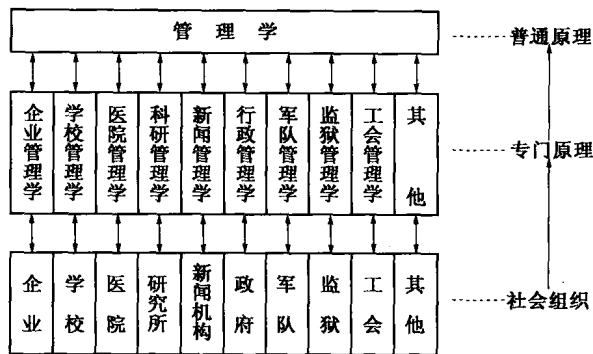 管理学
普通原理
企业管理学
学校管理学
医院管理学
科研管理学
新闻管理学
行政管理学
军队管理学
监狱管理学
工会管理学
其他
专门原理
企业
学校
医院
研究所
新闻机构
政府
军队
监狱
工会
其他
社会组织